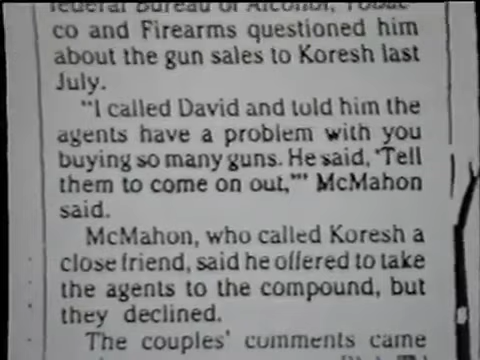 federal Bureau of Alcohol, Tobac-
co and Firearms questioned him
about the gun sales to Koresh last
July.
"I called David and told him the
agents have a problem with you
buying so many guns. He said, 'Tell
them to come on out,'" McMahon
said.
McMahon, who called Koresh a
close friend, said he offered to take
the agents to the compound, but
they declined.
The couples' comments came